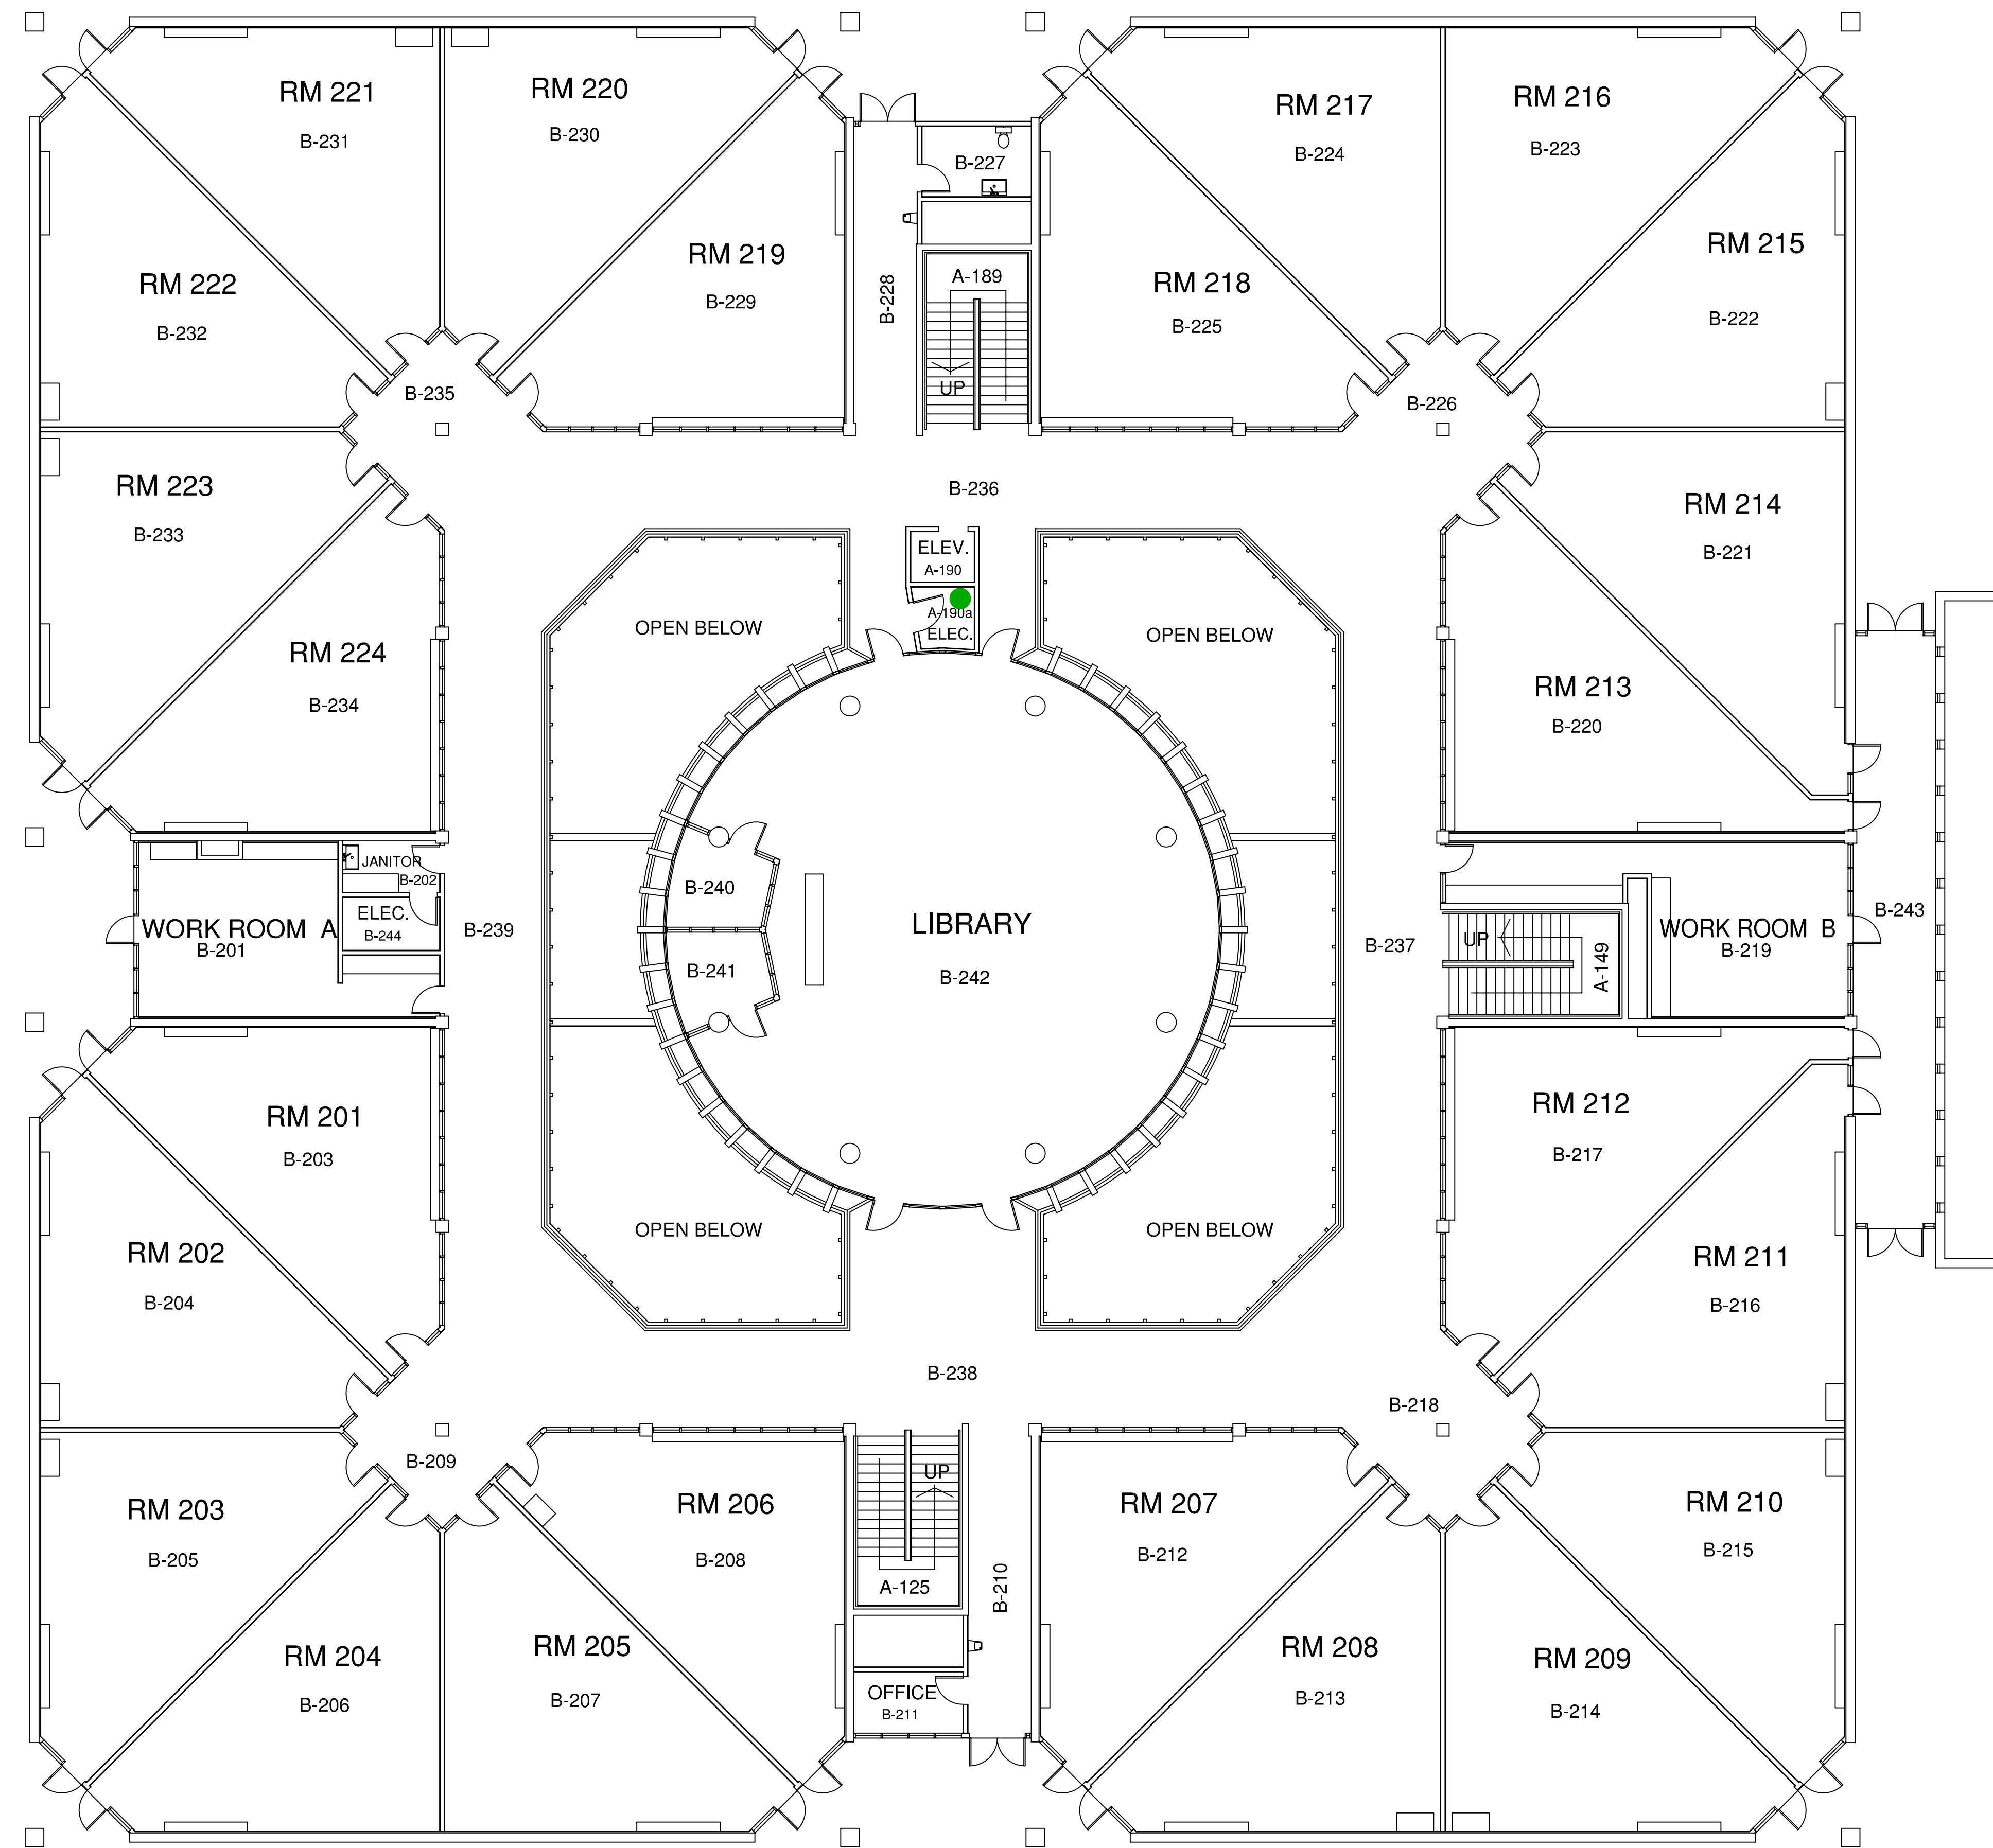 RM 221
B-231
RM 220
B-230
RM 217
B-224
RM 216
B-223
B-227
RM 222
B-232
RM 219
B-229
B-228
A-189
UP
RM 218
B-225
RM 215
B-222
B-235
B-226
RM 223
B-233
B-236
RM 214
B-221
ELEV.
A-190
A-190a
ELEC.
OPEN BELOW
OPEN BELOW
RM 224
B-234
RM 213
B-220
JANITOR
B-202
ELEC.
B-244
WORK ROOM A
B-201
B-239
B-240
B-241
LIBRARY
B-242
B-237
UP
A-149
WORK ROOM B
B-219
B-243
RM 201
B-203
RM 212
B-217
RM 202
B-204
OPEN BELOW
OPEN BELOW
RM 211
B-216
B-238
B-218
B-209
UP
A-125
B-210
RM 203
B-205
RM 206
B-208
RM 207
B-212
RM 210
B-215
RM 204
B-206
RM 205
B-207
OFFICE
B-211
RM 208
B-213
RM 209
B-214